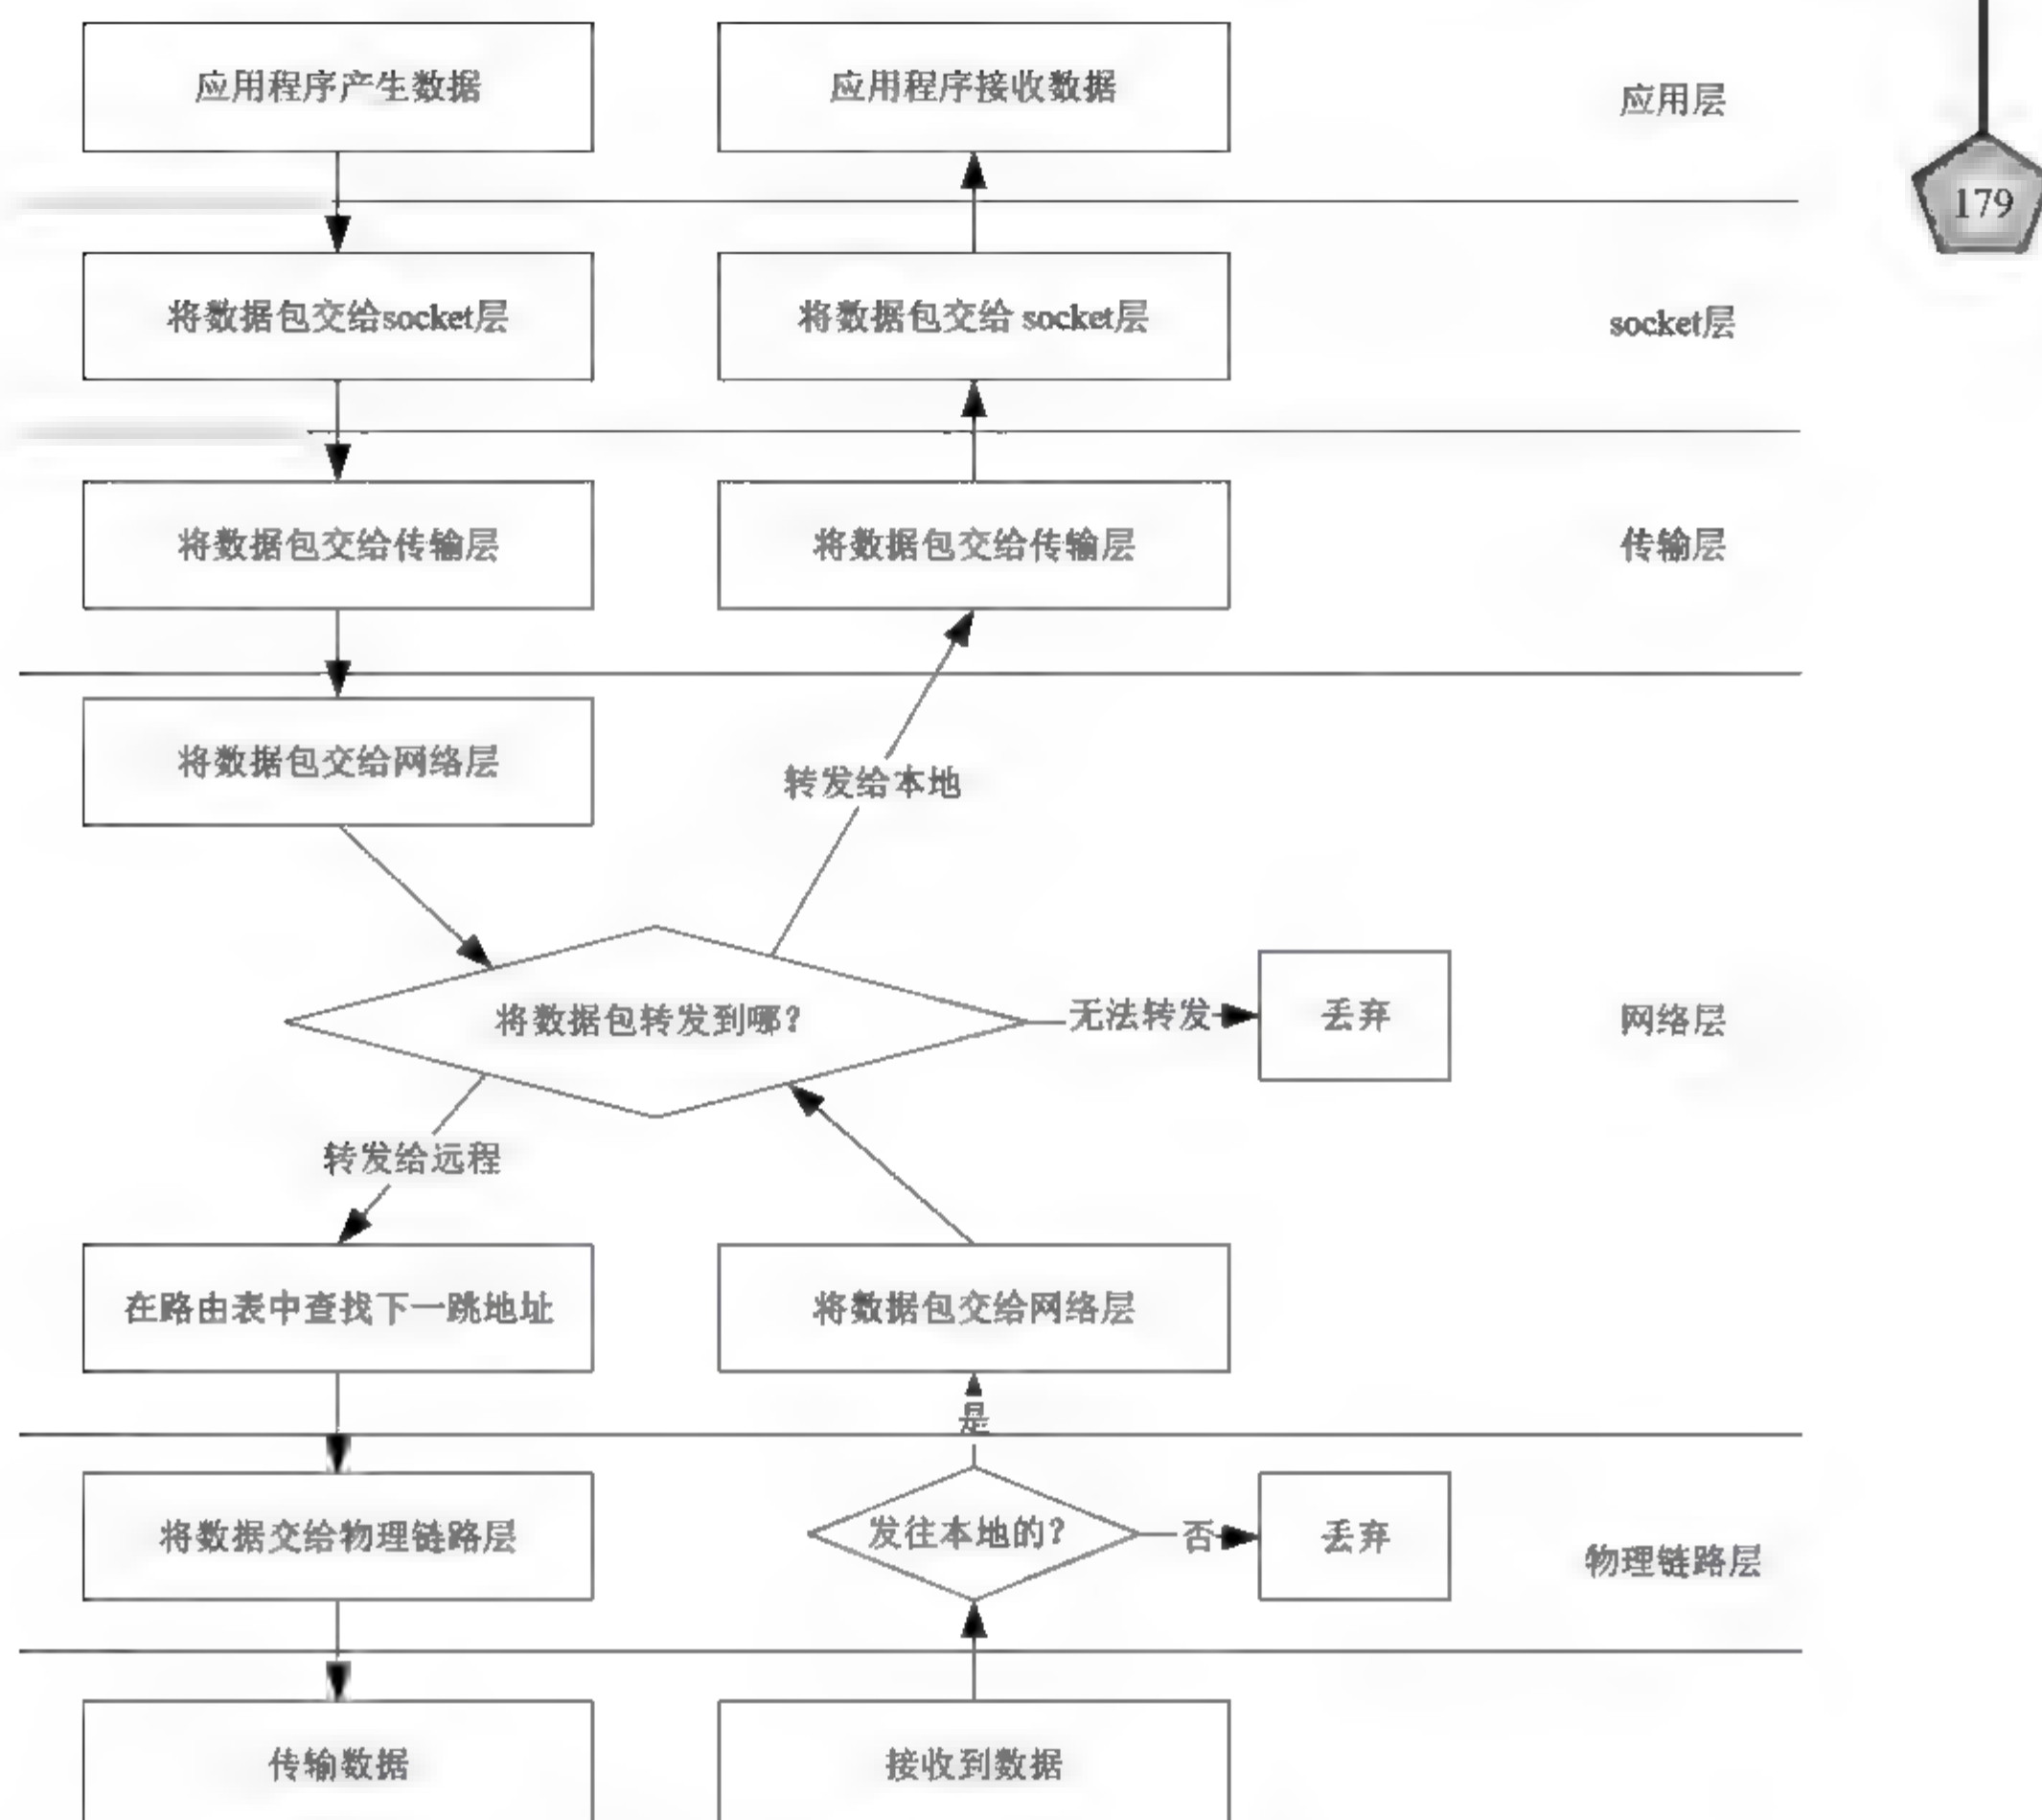 应用程序产生数据
应用程序接收数据
应用层
179
将数据包交给socket层
将数据包交给 socket层
socket层
将数据包交给传输层
将数据包交给传输层
传输层
将数据包交给网络层
转发给本地
将数据包转发到哪?
无法转发
丢弃
网络层
转发给远程
在路由表中查找下一跳地址
将数据包交给网络层
是
将数据交给物理链路层
发往本地的?
否
丢弃
物理链路层
传输数据
接收到数据